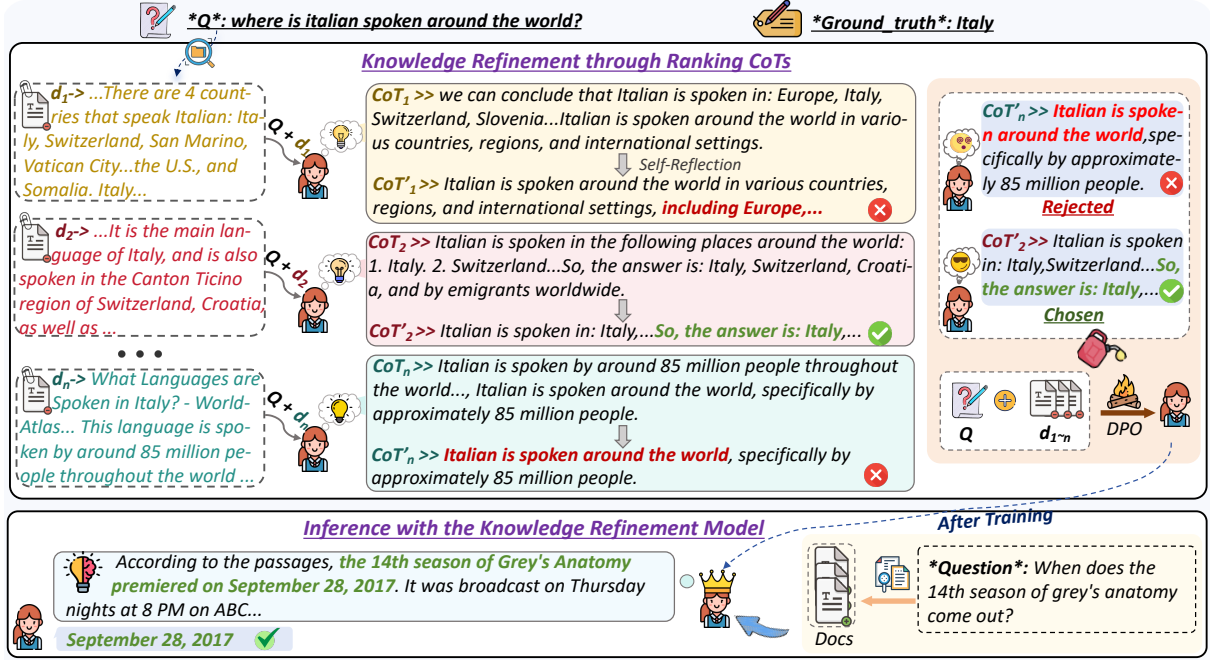 *Q*: where is italian spoken around the world?
*Ground_truth*: Italy
Knowledge Refinement through Ranking CoTs
d1-> ...There are 4 count-
ries that speak Italian: Ita-
ly, Switzerland, San Marino,
Vatican City...the U.S., and
Somalia. Italy...
Q + d1
CoT1 >> we can conclude that Italian is spoken in: Europe, Italy,
Switzerland, Slovenia...Italian is spoken around the world in vario-
us countries, regions, and international settings.
Self-Reflection
CoT'1 >> Italian is spoken around the world in various countries,
regions, and international settings, including Europe,...
d2-> ...It is the main lan-
guage of Italy, and is also
spoken in the Canton Ticino
region of Switzerland, Croatia,
as well as ...
Q + d2
CoT2 >> Italian is spoken in the following places around the world:
1. Italy. 2. Switzerland...So, the answer is: Italy, Switzerland, Croati-
a, and by emigrants worldwide.
CoT'2 >> Italian is spoken in: Italy,...So, the answer is: Italy,...
dn-> What Languages are
Spoken in Italy? - World-
Atlas... This language is spo-
ken by around 85 million pe-
ople throughout the world ...
Q + dn
CoTn >> Italian is spoken by around 85 million people throughout
the world..., Italian is spoken around the world, specifically by
approximately 85 million people.
CoT'n >> Italian is spoken around the world, specifically by
approximately 85 million people.
CoT'n >> Italian is spoke-
n around the world,spe-
cifically by approximate-
ly 85 million people.
Rejected
CoT'2 >> Italian is spoken
in: Italy,Switzerland...So,
the answer is: Italy,...
Chosen
Q
d1~n
DPO
Inference with the Knowledge Refinement Model
After Training
According to the passages, the 14th season of Grey's Anatomy
premiered on September 28, 2017. It was broadcast on Thursday
nights at 8 PM on ABC...
September 28, 2017
Docs
*Question*: When does the
14th season of grey's anatomy
come out?